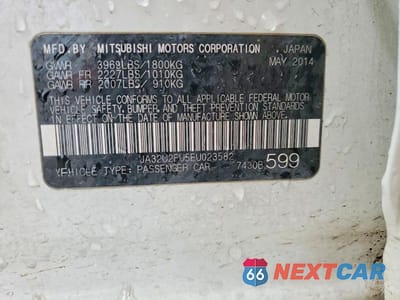 MFD.BY MITSUBISHI MOTORS CORPORATION JAPAN
GVWR 3969LBS/1800KG MAY 2014
GAWR FR 2227LBS/1010KG
GAWR RR 2007LBS/ 910KG
THIS VEHICLE CONFORMS TO ALL APPLICABLE FEDERAL MOTOR
VEHICLE SAFETY, BUMPER, AND THEFT PREVENTION STANDARDS
IN EFFECT ON THE DATE OF MANUFACTURE SHOWN ABOVE.
JA32U2FU5EU023582 599
VEHICLE TYPE: PASSENGER CAR 7430B
66 NEXTCAR